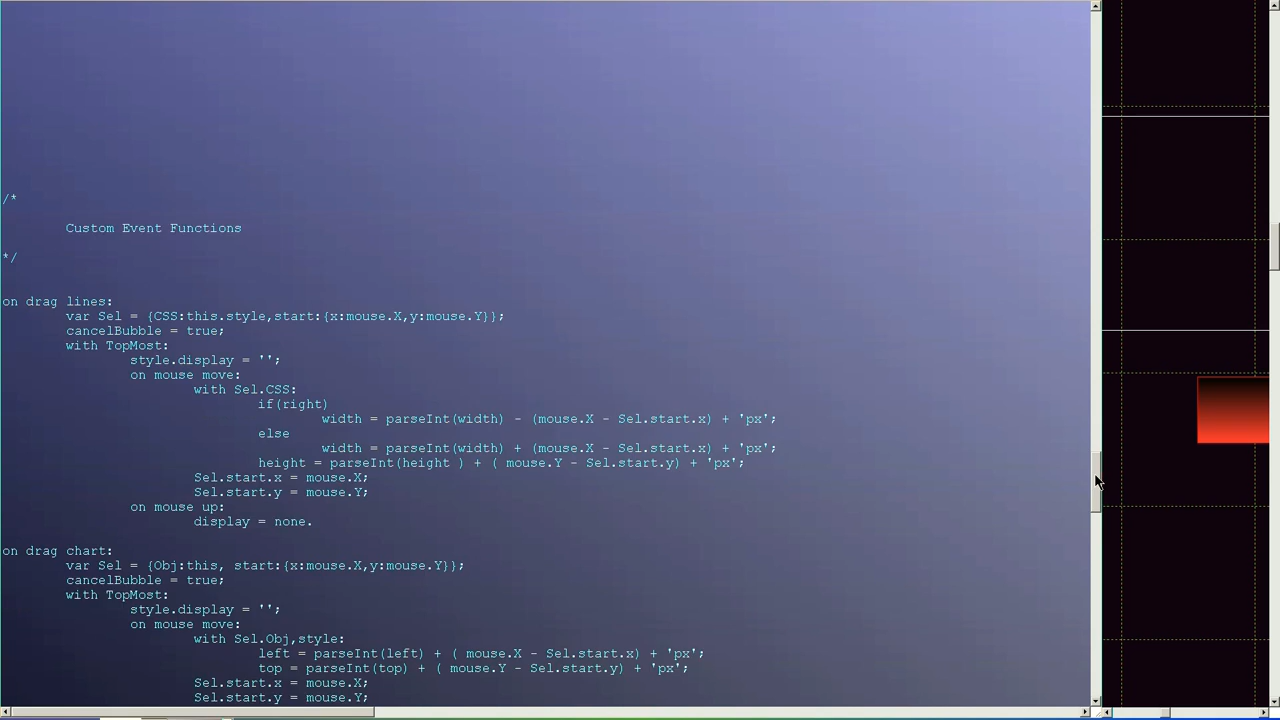 /*
Custom Event Functions
*/
on drag lines:
var Sel = {CSS:this.style,start:{x:mouse.X,y:mouse.Y}};
cancelBubble = true;
with TopMost:
style.display = '';
on mouse move:
with Sel.CSS:
if(right)
width = parseInt(width) - (mouse.X - Sel.start.x) + 'px';
else
width = parseInt(width) + (mouse.X - Sel.start.x) + 'px';
height = parseInt(height ) + ( mouse.Y - Sel.start.y) + 'px';
Sel.start.x = mouse.X;
Sel.start.y = mouse.Y;
on mouse up:
display = none.
on drag chart:
var Sel = {Obj:this, start:{x:mouse.X,y:mouse.Y}};
cancelBubble = true;
with TopMost:
style.display = '';
on mouse move:
with Sel.Obj,style:
left = parseInt(left) + ( mouse.X - Sel.start.x) + 'px';
top = parseInt(top) + ( mouse.Y - Sel.start.y) + 'px';
Sel.start.x = mouse.X;
Sel.start.y = mouse.Y;